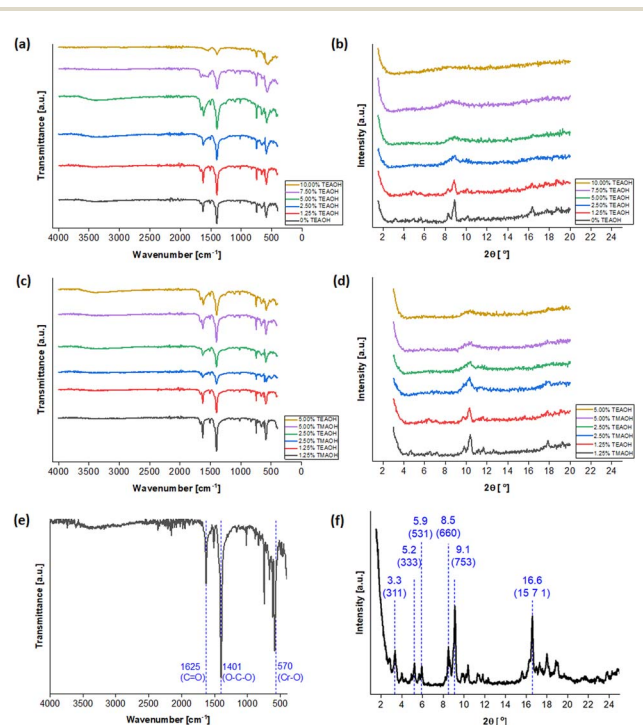 (a)
Transmittance [a.u.]
10.00% TEAOH
7.50% TEAOH
5.00% TEAOH
2.50% TEAOH
1.25% TEAOH
0% TEAOH
4000 3500 3000 2500 2000 1500 1000 500 0
Wavenumber [cm⁻¹]
(b)
Intensity [a.u.]
10.00% TEAOH
7.50% TEAOH
5.00% TEAOH
2.50% TEAOH
1.25% TEAOH
0% TEAOH
2 4 6 8 10 12 14 16 18 20 22 24
2Θ [ °]
(c)
Transmittance [a.u.]
5.00% TEAOH
5.00% TMAOH
2.50% TEAOH
2.50% TMAOH
1.25% TEAOH
1.25% TMAOH
4000 3500 3000 2500 2000 1500 1000 500 0
Wavenumber [cm⁻¹]
(d)
Intensity [a.u.]
5.00% TEAOH
5.00% TMAOH
2.50% TEAOH
2.50% TMAOH
1.25% TEAOH
1.25% TMAOH
2 4 6 8 10 12 14 16 18 20 22 24
2Θ [ °]
(e)
Transmittance [a.u.]
1625 1401 570
(C=O) (O-C-O) (Cr-O)
4000 3500 3000 2500 2000 1500 1000 500
Wavenumber [cm⁻¹]
(f)
Intensity [a.u.]
3.3
(311)
5.2
(333)
5.9
(531)
8.5
(660)
9.1
(753)
16.6
(15 7 1)
2 4 6 8 10 12 14 16 18 20 22 24
2Θ [ °]